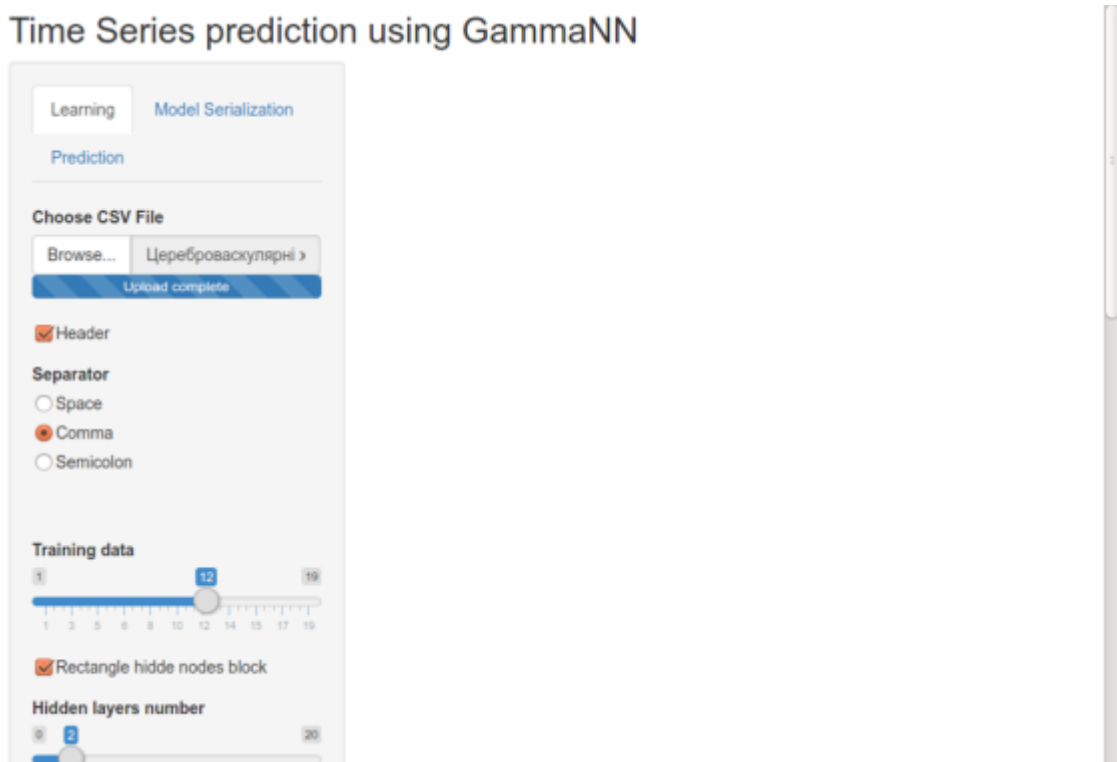 Time Series prediction using GammaNN
Learning Model Serialization
Prediction
Choose CSV File
Browse... Цереброваскулярні
Upload complete
Header
Separator
Space
Comma
Semicolon
Training data
1 12 19
1 3 5 6 8 10 12 14 15 17 19
Rectangle hidde nodes block
Hidden layers number
0 2 20